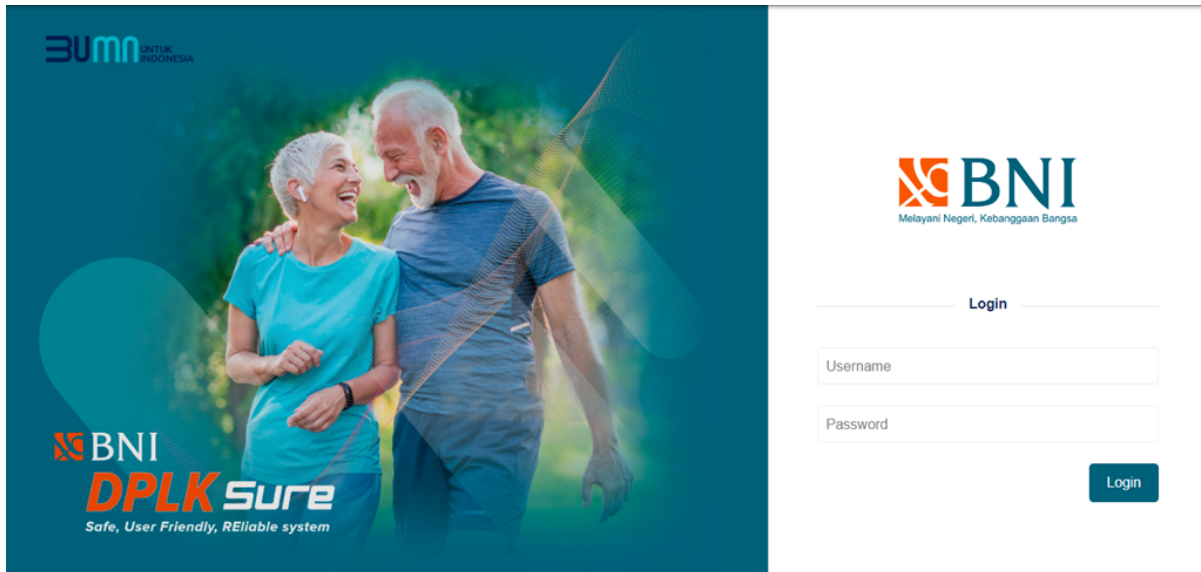 BUMN UNTUK
INDONESIA
BNI
DPLK Sure
Safe, User Friendly, REliable system
BNI
Melayani Negeri, Kebanggaan Bangsa
Login
Username
Password
Login